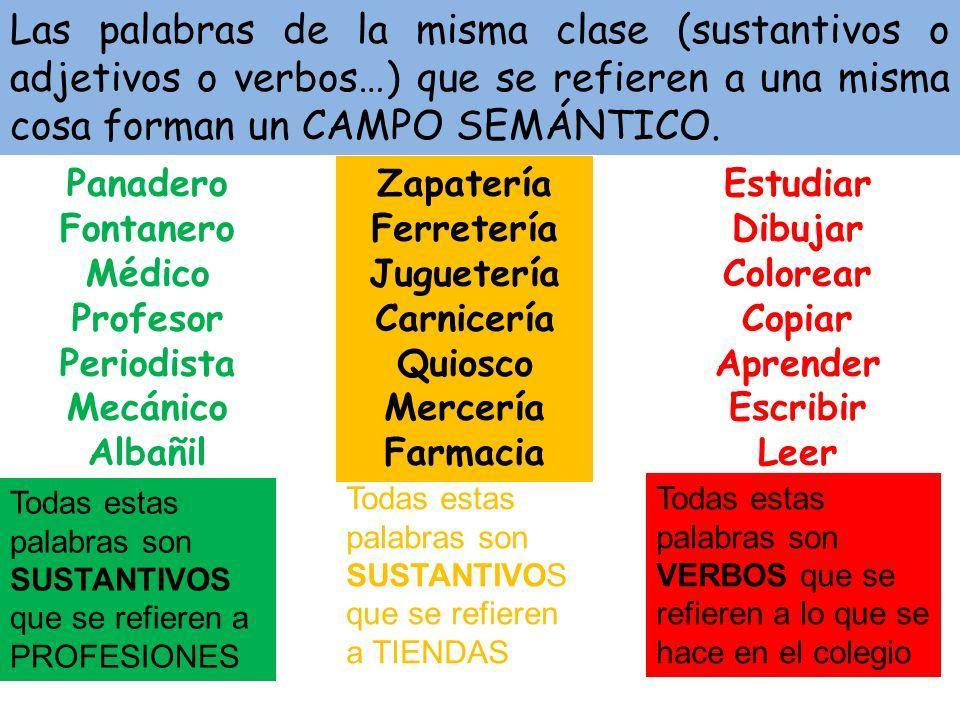 Las palabras de la misma clase (sustantivos o
adjetivos o verbos…) que se refieren a una misma
cosa forman un CAMPO SEMÁNTICO.
Panadero
Fontanero
Médico
Profesor
Periodista
Mecánico
Albañil
Todas estas
palabras son
SUSTANTIVOS
que se refieren a
PROFESIONES
Zapatería
Ferretería
Juguetería
Carnicería
Quiosco
Mercería
Farmacia
Todas estas
palabras son
SUSTANTIVOS
que se refieren
a TIENDAS
Estudiar
Dibujar
Colorear
Copiar
Aprender
Escribir
Leer
Todas estas
palabras son
VERBOS que se
refieren a lo que se
hace en el colegio